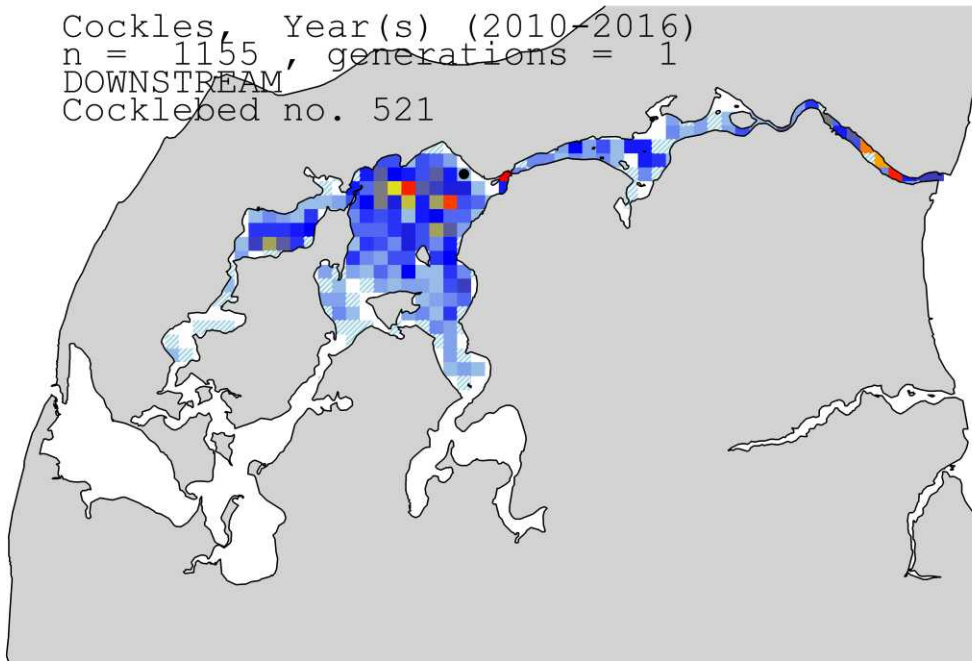 Cockles, Year(s) (2010-2016)
n = 1155 , generations = 1
DOWNSTREAM
Cocklebed no. 521